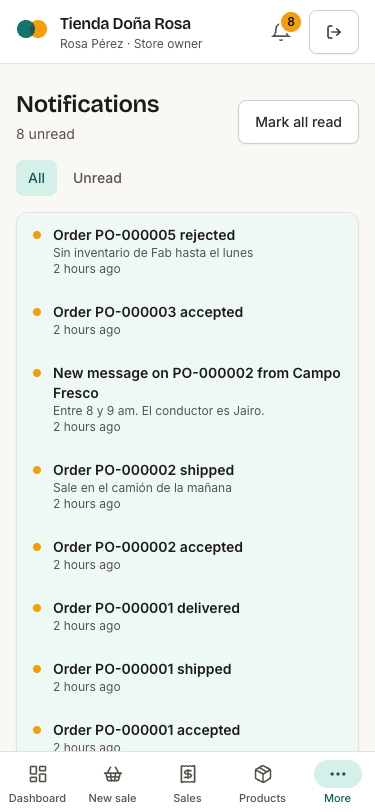 Tienda Doña Rosa
Rosa Pérez · Store owner
8
Notifications
8 unread
Mark all read
All
Unread
Order PO-000005 rejected
Sin inventario de Fab hasta el lunes
2 hours ago
Order PO-000003 accepted
2 hours ago
New message on PO-000002 from Campo
Fresco
Entre 8 y 9 am. El conductor es Jairo.
2 hours ago
Order PO-000002 shipped
Sale en el camión de la mañana
2 hours ago
Order PO-000002 accepted
2 hours ago
Order PO-000001 delivered
2 hours ago
Order PO-000001 shipped
2 hours ago
Order PO-000001 accepted
2 hours ago
Dashboard
New sale
Sales
Products
More